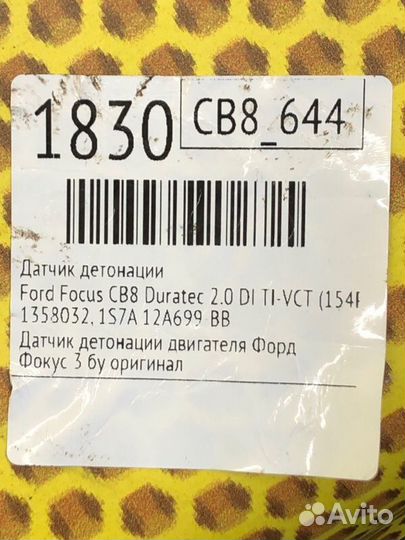 1830
CB8_644
Датчик детонации
Ford Focus CB8 Duratec 2.0 DI TI-VCT (154
1358032, 1S7A 12A699 BB
Датчик детонации двигателя Форд
Фокус 3 бу оригинал
Avito